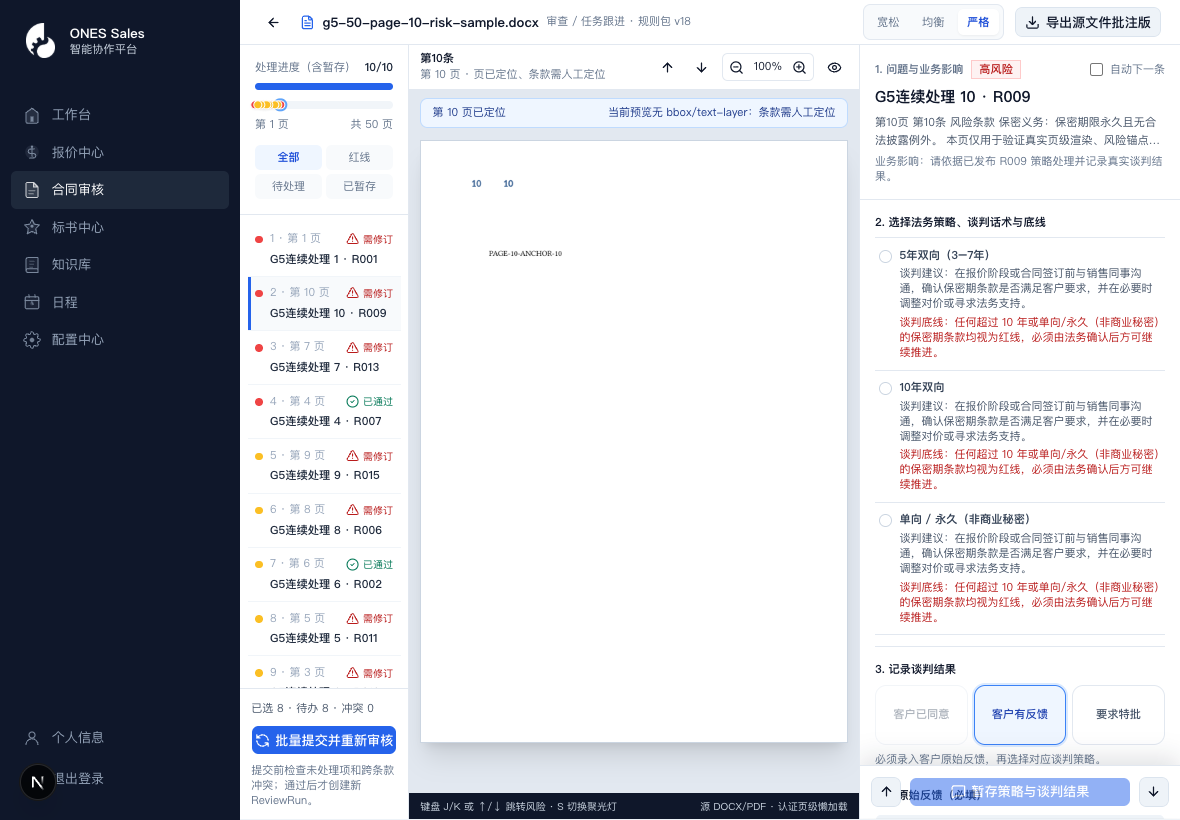 ONES Sales
智能协作平台
工作台
报价中心
合同审核
标书中心
知识库
日程
配置中心
个人信息
N
退出登录
g5-50-page-10-risk-sample.docx
审查 / 任务跟进 · 规则包 v18
宽松
均衡
严格
导出源文件批注版
处理进度（含暂存）
10/10
第 1 页
共 50 页
全部
红线
待处理
已暂存
1 · 第 1 页
需修订
G5连续处理 1 · R001
2 · 第 10 页
需修订
G5连续处理 10 · R009
3 · 第 7 页
需修订
G5连续处理 7 · R013
4 · 第 4 页
已通过
G5连续处理 4 · R007
5 · 第 9 页
需修订
G5连续处理 9 · R015
6 · 第 8 页
需修订
G5连续处理 8 · R006
7 · 第 6 页
已通过
G5连续处理 6 · R002
8 · 第 5 页
需修订
G5连续处理 5 · R011
9 · 第 3 页
需修订
已选 8 · 待办 8 · 冲突 0
批量提交并重新审核
提交前检查未处理项和跨条款
冲突；通过后才创建新
ReviewRun。
第10条
第 10 页 · 页已定位、条款需人工定位
100%
第 10 页已定位
当前预览无 bbox/text-layer：条款需人工定位
10
10
PAGE-10-ANCHOR-10
键盘 J/K 或 ↑/↓ 跳转风险 · S 切换聚光灯
源 DOCX/PDF · 认证页级懒加载
1. 问题与业务影响
高风险
自动下一条
G5连续处理 10 · R009
第10页 第10条 风险条款 保密义务：保密期限永久且无合
法披露例外。 本页仅用于验证真实页级渲染、风险锚点...
业务影响：请依据已发布 R009 策略处理并记录真实谈判结
果。
2. 选择法务策略、谈判话术与底线
5年双向（3—7年）
谈判建议：在报价阶段或合同签订前与销售同事沟
通，确认保密期条款是否满足客户要求，并在必要时
调整对价或寻求法务支持。
谈判底线：任何超过 10 年或单向/永久（非商业秘密）
的保密期条款均视为红线，必须由法务确认后方可继
续推进。
10年双向
谈判建议：在报价阶段或合同签订前与销售同事沟
通，确认保密期条款是否满足客户要求，并在必要时
调整对价或寻求法务支持。
谈判底线：任何超过 10 年或单向/永久（非商业秘密）
的保密期条款均视为红线，必须由法务确认后方可继
续推进。
单向 / 永久（非商业秘密）
谈判建议：在报价阶段或合同签订前与销售同事沟
通，确认保密期条款是否满足客户要求，并在必要时
调整对价或寻求法务支持。
谈判底线：任何超过 10 年或单向/永久（非商业秘密）
的保密期条款均视为红线，必须由法务确认后方可继
续推进。
3. 记录谈判结果
客户已同意
客户有反馈
要求特批
必须录入客户原始反馈，再选择对应谈判策略。
原始反馈（必填）
暂存策略与谈判结果